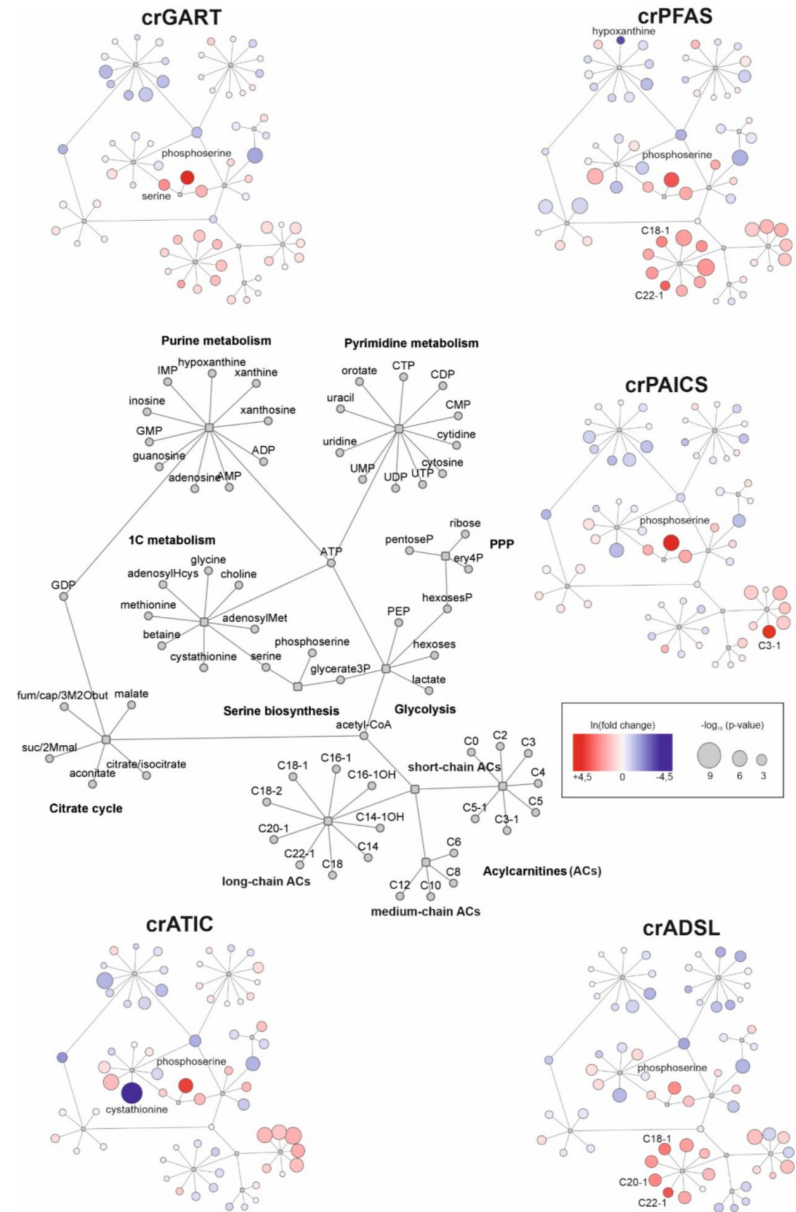 crGART
phosphoserine
serine
crPFAS
hypoxanthine
phosphoserine
C18-1
C22-1
Purine metabolism
hypoxanthine
IMP
xanthine
inosine
xanthosine
GMP
guanosine
ADP
adenosine
AMP
Pyrimidine metabolism
CTP
orotate
CDP
uracil
CMP
uridine
cytidine
UMP
cytosine
UDP
UTP
crPAICS
phosphoserine
C3-1
1C metabolism
glycine
adenosylHcys
choline
methionine
adenosylMet
betaine
cystathionine
serine
ATP
GDP
PPP
ribose
pentoseP
ery4P
hexosesP
PEP
phosphoserine
hexoses
glycerate3P
lactate
Serine biosynthesis
Glycolysis
acetyl-CoA
fum/cap/3M2Obut
malate
suc/2Mmal
citrate/isocitrate
aconitate
Citrate cycle
short-chain ACs
C0
C2
C3
C4
C5
C5-1
C3-1
C16-1
C18-1
C16-1OH
C18-2
C14-1OH
C20-1
C14
C22-1
C18
long-chain ACs
C6
C8
C12
C10
medium-chain ACs
Acylcarnitines (ACs)
ln(fold change)
+4,5
0
-4,5
-log₁₀ (p-value)
9
6
3
crATIC
phosphoserine
cystathionine
crADSL
phosphoserine
C18-1
C20-1
C22-1